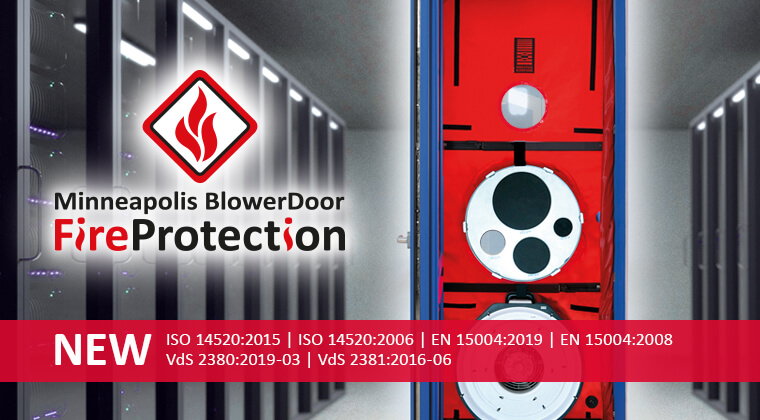 Minneapolis BlowerDoor
FireProtection
NEW
ISO 14520:2015 | ISO 14520:2006 | EN 15004:2019 | EN 15004:2008
VdS 2380:2019-03 | VdS 2381:2016-06